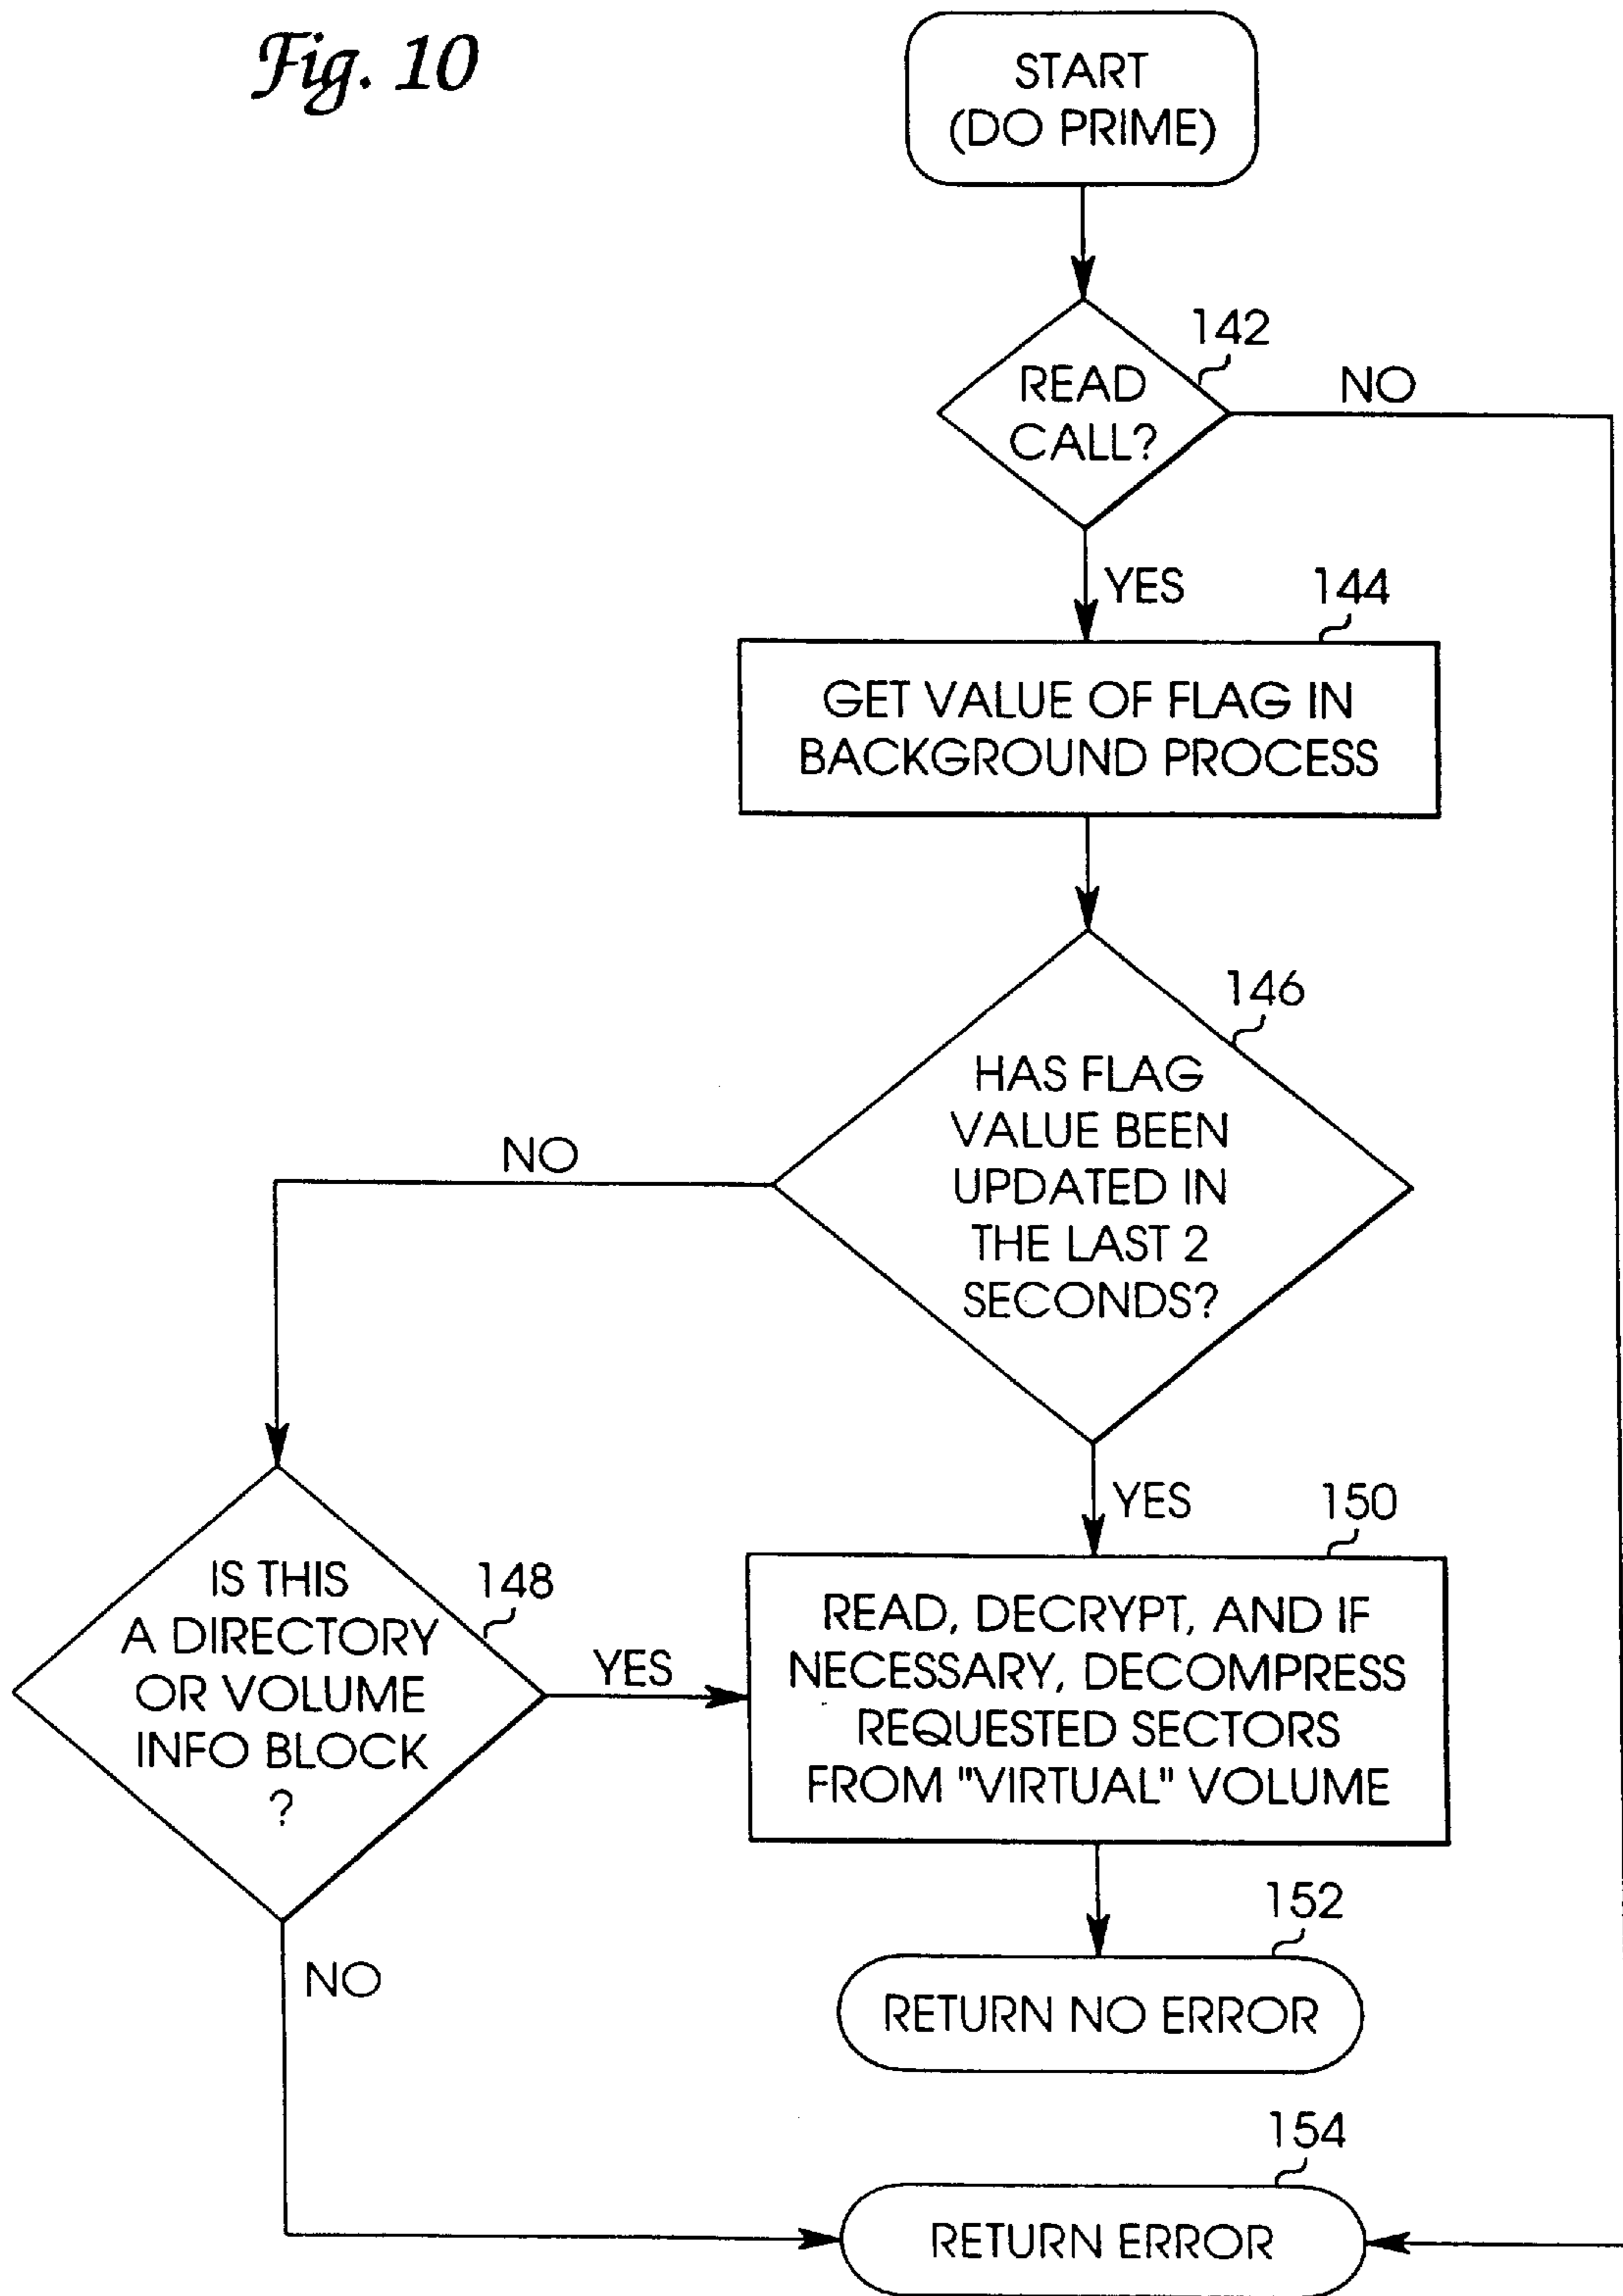 Fig. 10
START
(DO PRIME)
142
READ
CALL?
NO
YES
144
GET VALUE OF FLAG IN
BACKGROUND PROCESS
146
HAS FLAG
VALUE BEEN
UPDATED IN
THE LAST 2
SECONDS?
NO
YES
148
IS THIS
A DIRECTORY
OR VOLUME
INFO BLOCK
?
YES
150
READ, DECRYPT, AND IF
NECESSARY, DECOMPRESS
REQUESTED SECTORS
FROM "VIRTUAL" VOLUME
152
NO
RETURN NO ERROR
154
RETURN ERROR